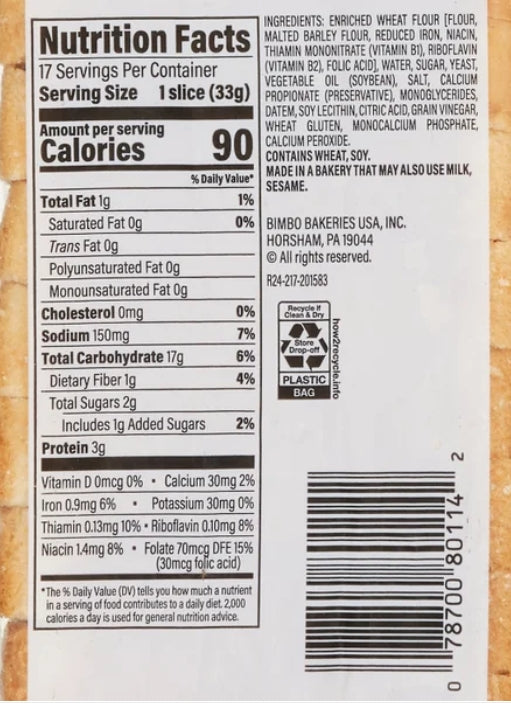 Nutrition Facts
17 Servings Per Container
Serving Size 1 slice (33g)
Amount per serving
Calories 90
% Daily Value*
Total Fat 1g 1%
Saturated Fat 0g 0%
Trans Fat 0g
Polyunsaturated Fat 0g
Monounsaturated Fat 0g
Cholesterol 0mg 0%
Sodium 150mg 7%
Total Carbohydrate 17g 6%
Dietary Fiber 1g 4%
Total Sugars 2g
Includes 1g Added Sugars 2%
Protein 3g
Vitamin D 0mcg 0% • Calcium 30mg 2%
Iron 0.9mg 6% • Potassium 30mg 0%
Thiamin 0.13mg 10% • Riboflavin 0.10mg 8%
Niacin 1.4mg 8% • Folate 70mcg DFE 15%
(30mcg folic acid)
*The % Daily Value (DV) tells you how much a nutrient
in a serving of food contributes to a daily diet. 2,000
calories a day is used for general nutrition advice.
INGREDIENTS: ENRICHED WHEAT FLOUR [FLOUR,
MALTED BARLEY FLOUR, REDUCED IRON, NIACIN,
THIAMIN MONONITRATE (VITAMIN B1), RIBOFLAVIN
(VITAMIN B2), FOLIC ACID], WATER, SUGAR, YEAST,
VEGETABLE OIL (SOYBEAN), SALT, CALCIUM
PROPIONATE (PRESERVATIVE), MONOGLYCERIDES,
DATEM, SOY LECITHIN, CITRIC ACID, GRAIN VINEGAR,
WHEAT GLUTEN, MONOCALCIUM PHOSPHATE,
CALCIUM PEROXIDE.
CONTAINS WHEAT, SOY.
MADE IN A BAKERY THAT MAY ALSO USE MILK,
SESAME.
BIMBO BAKERIES USA, INC.
HORSHAM, PA 19044
© All rights reserved.
R24-217-201583
Recycle if
Clean & Dry
Store
Drop-off
PLASTIC
BAG
how2recycle.info
0 78700 80114 2